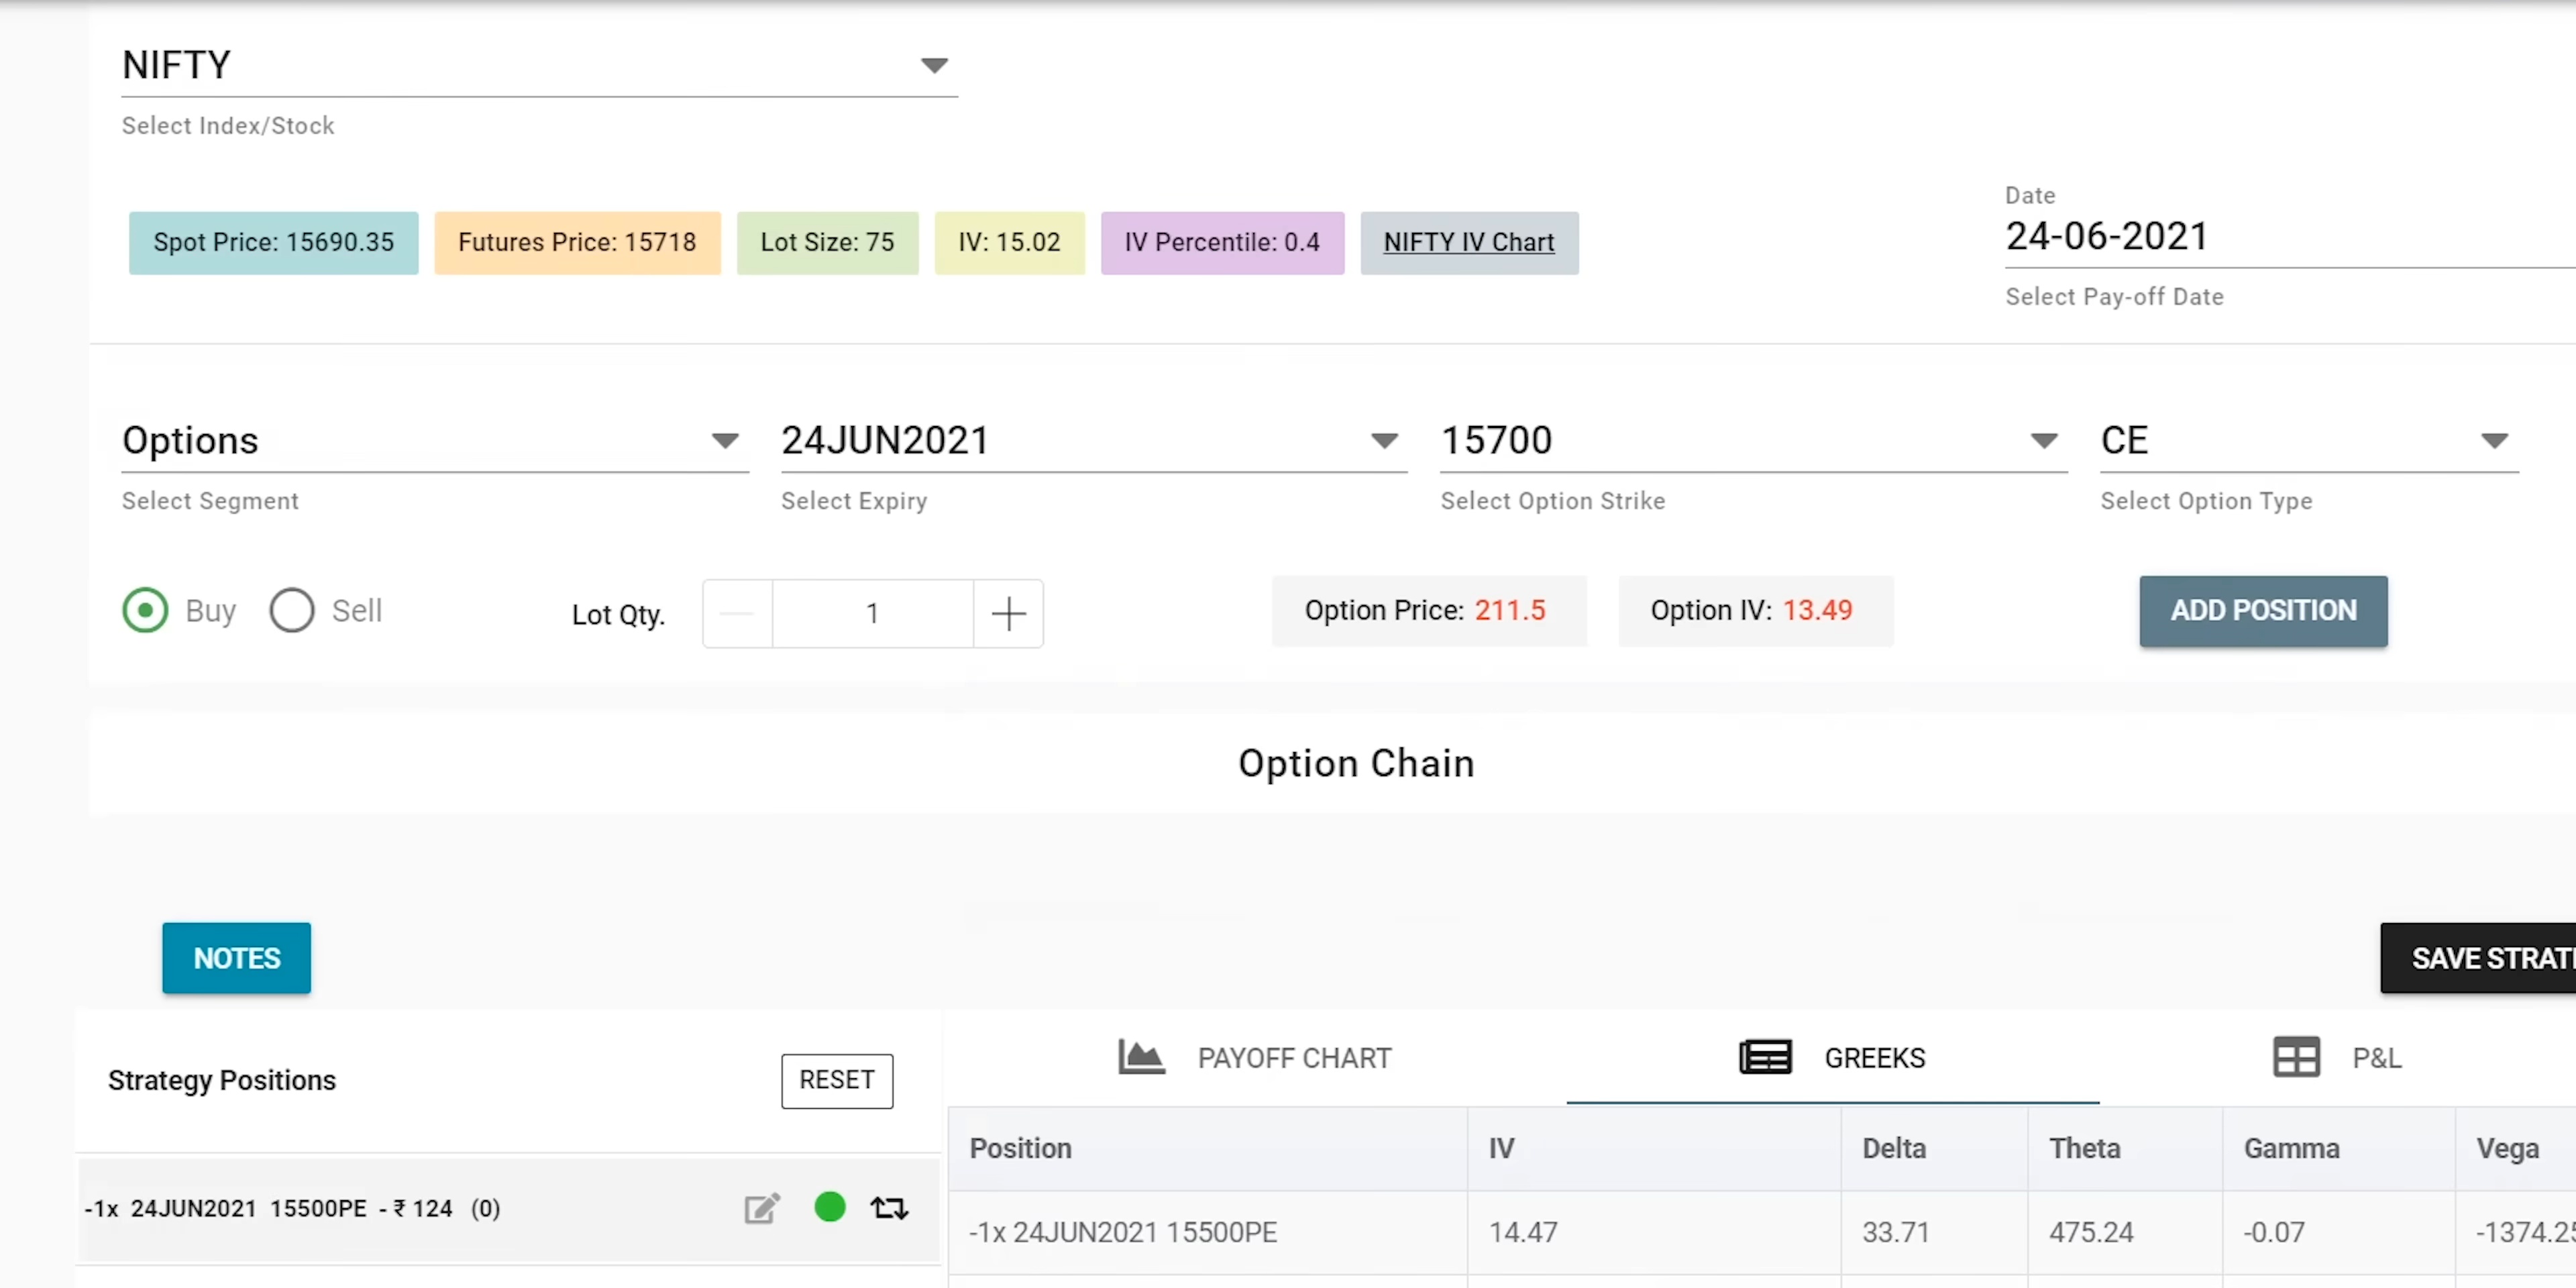 NIFTY
Select Index/Stock
Spot Price: 15690.35 Futures Price: 15718 Lot Size: 75 IV: 15.02 IV Percentile: 0.4 NIFTY IV Chart
Date
24-06-2021
Select Pay-off Date
Options 24JUN2021 15700 CE
Select Segment Select Expiry Select Option Strike Select Option Type
Buy Sell Lot Qty. 1 Option Price: 211.5 Option IV: 13.49 ADD POSITION
Option Chain
NOTES SAVE STRAT
Strategy Positions RESET
-1x 24JUN2021 15500PE - ₹ 124 (0)
PAYOFF CHART GREEKS P&L
Position IV Delta Theta Gamma Vega
-1x 24JUN2021 15500PE 14.47 33.71 475.24 -0.07 -1374.25